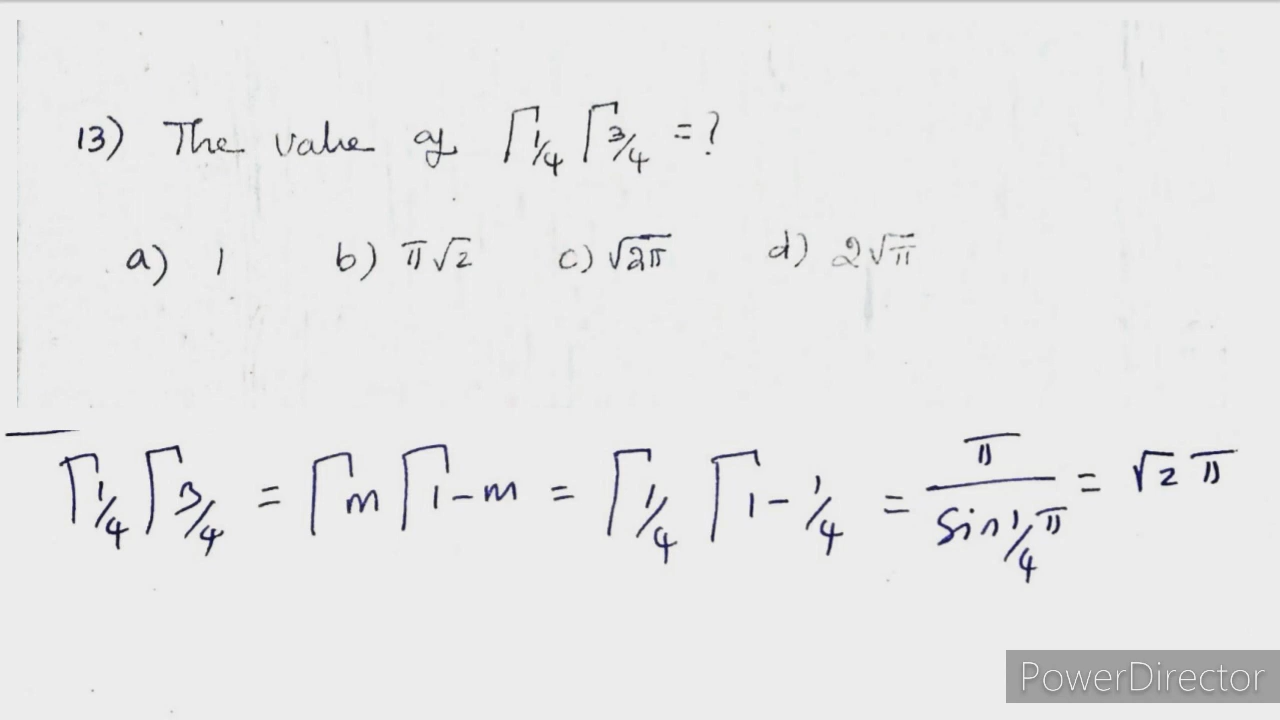 13) The value of Γ1/4 Γ3/4 = ?
a) 1 b) π√2 c) √2π d) 2√π
Γ1/4 Γ3/4 = Γm Γ1-m = Γ1/4 Γ1-1/4 = π/Sin 1/4 π = √2 π
PowerDirector